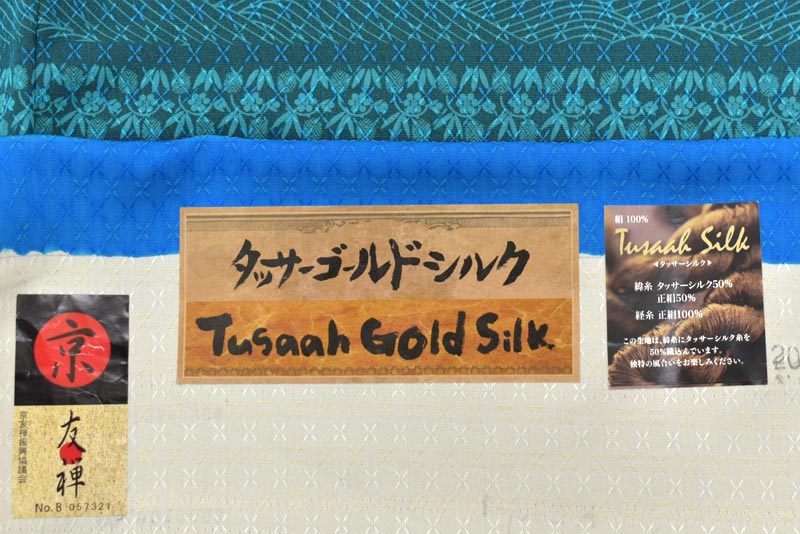 タッサーゴールドシルク
Tusaah Gold Silk
絹 100%
Tusaah Silk
タッサーシルク
緯糸 タッサーシルク50%
正絹50%
経糸 正絹100%
この生地は、緯糸にタッサーシルク糸を
50%織込んでいます。
独特の風合いをお楽しみください。
京
友禅
京友禅振興協議会
No.B 057321
20